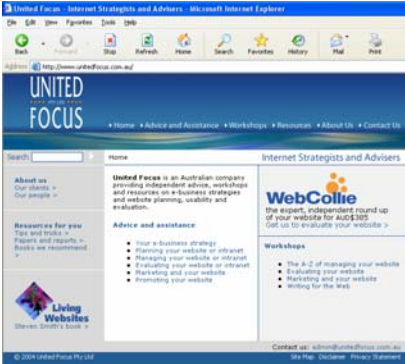 United Focus - Internet Strategists and Advisers - Microsoft Internet Explorer
File Edit View Favorites Tools Help
Back Forward Stop Refresh Home Search Favorites History Mail Print
Address http://www.unitedfocus.com.au/
UNITED
FOCUS
Home Advice and Assistance Workshops Resources About Us Contact Us
Search
Home
Internet Strategists and Advisers
About us
Our clients >
Our people >
Resources for you
Tips and tricks >
Papers and reports >
Books we recommend
>
Living
Websites
Steven Smith's book >
United Focus is an Australian company
providing independent advice, workshops
and resources on e-business strategies
and website planning, usability and
evaluation.
Advice and assistance
Your e-business strategy
Planning your website or intranet
Managing your website or intranet
Evaluating your website or intranet
Marketing and your website
Promoting your website
WebCollie
the expert, independent round up
of your website for AUD$385
Get us to evaluate your website >
Workshops
The A-Z of managing your website
Evaluating your website
Marketing and your website
Writing for the Web
Contact us: admin@unitedfocus.com.au
© 2004 United Focus Pty Ltd
Site Map Disclaimer Privacy Statement